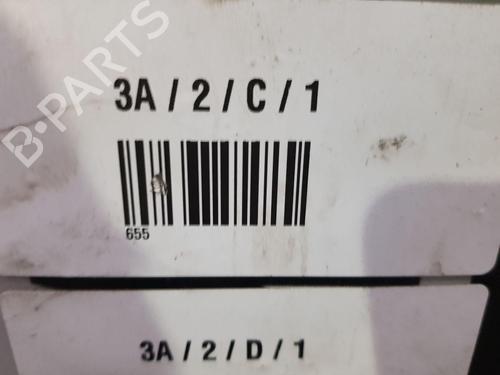 B-PARTS
3A / 2 / C / 1
655
3A / 2 / D / 1